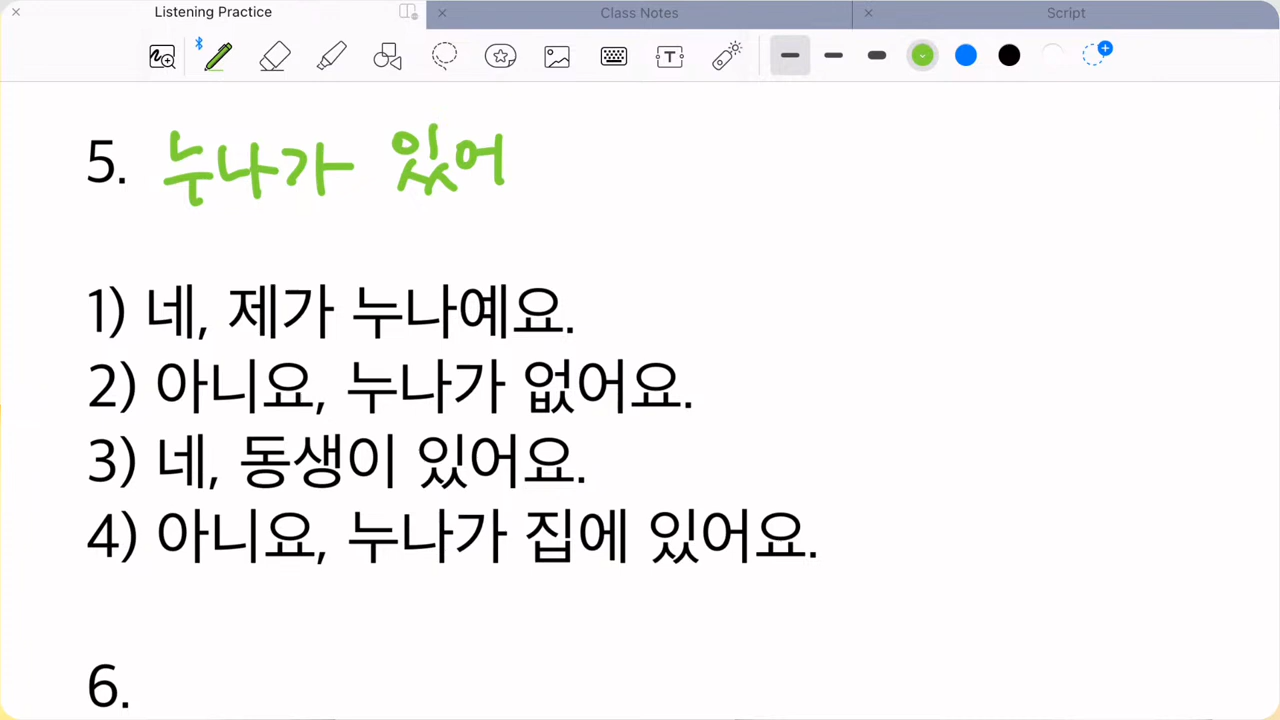 Listening Practice
Class Notes
Script
5. 누나가 있어
1) 네, 제가 누나예요.
2) 아니요, 누나가 없어요.
3) 네, 동생이 있어요.
4) 아니요, 누나가 집에 있어요.
6.